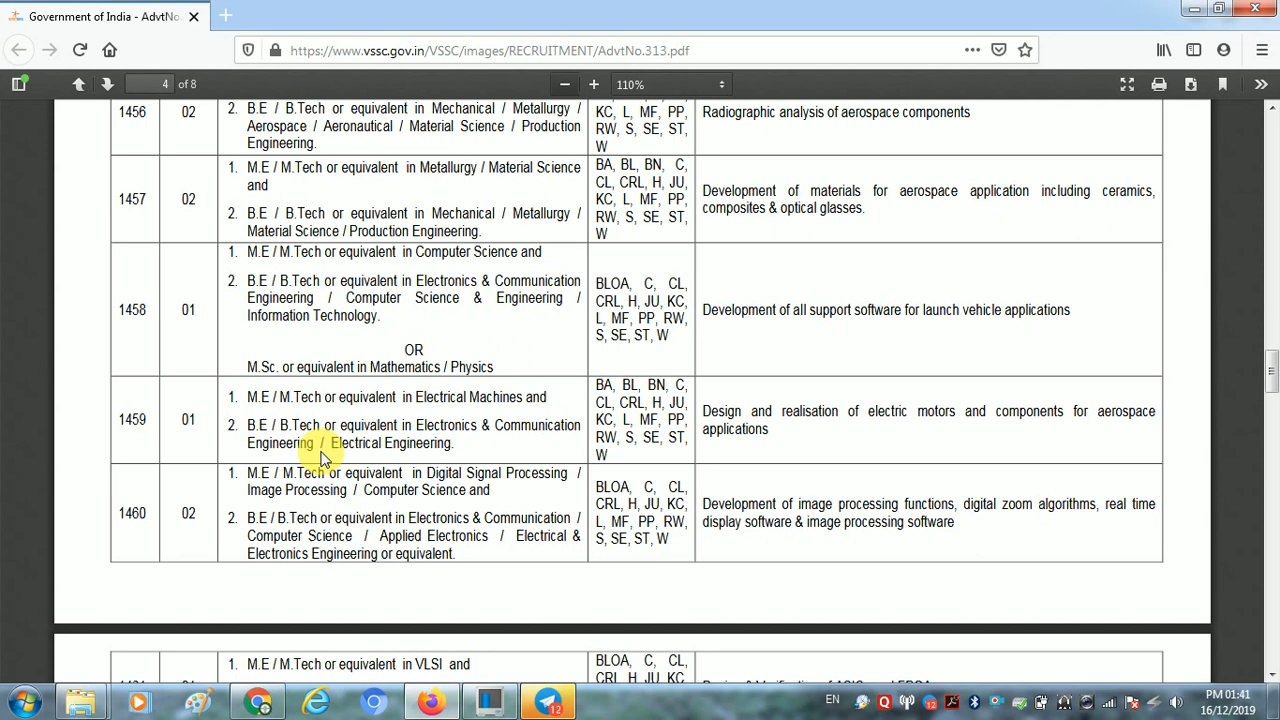 Government of India - AdvtNo.
https://www.vssc.gov.in/VSSC/images/RECRUITMENT/AdvtNo.313.pdf
4 of 8
110%
1456
02
2. B.E / B.Tech or equivalent in Mechanical / Metallurgy /
Aerospace / Aeronautical / Material Science / Production
Engineering.
KC, L, MF, PP,
RW, S, SE, ST,
W
Radiographic analysis of aerospace components
1457
02
1. M.E / M.Tech or equivalent in Metallurgy / Material Science
and
2. B.E / B.Tech or equivalent in Mechanical / Metallurgy /
Material Science / Production Engineering.
BA, BL, BN, C,
CL, CRL, H, JU,
KC, L, MF, PP,
RW, S, SE, ST,
W
Development of materials for aerospace application including ceramics,
composites & optical glasses.
1458
01
1. M.E / M.Tech or equivalent in Computer Science and
2. B.E / B.Tech or equivalent in Electronics & Communication
Engineering / Computer Science & Engineering /
Information Technology.
OR
M.Sc. or equivalent in Mathematics / Physics
BLOA, C, CL,
CRL, H, JU, KC,
L, MF, PP, RW,
S, SE, ST, W
Development of all support software for launch vehicle applications
1459
01
1. M.E / M.Tech or equivalent in Electrical Machines and
2. B.E / B.Tech or equivalent in Electronics & Communication
Engineering / Electrical Engineering.
BA, BL, BN, C,
CL, CRL, H, JU,
KC, L, MF, PP,
RW, S, SE, ST,
W
Design and realisation of electric motors and components for aerospace
applications
1460
02
1. M.E / M.Tech or equivalent in Digital Signal Processing /
Image Processing / Computer Science and
2. B.E / B.Tech or equivalent in Electronics & Communication /
Computer Science / Applied Electronics / Electrical &
Electronics Engineering or equivalent.
BLOA, C, CL,
CRL, H, JU, KC,
L, MF, PP, RW,
S, SE, ST, W
Development of image processing functions, digital zoom algorithms, real time
display software & image processing software
1. M.E / M.Tech or equivalent in VLSI and
BLOA, C, CL,
CRL, H, JU, KC,
12
EN
12
PM 01:41
16/12/2019